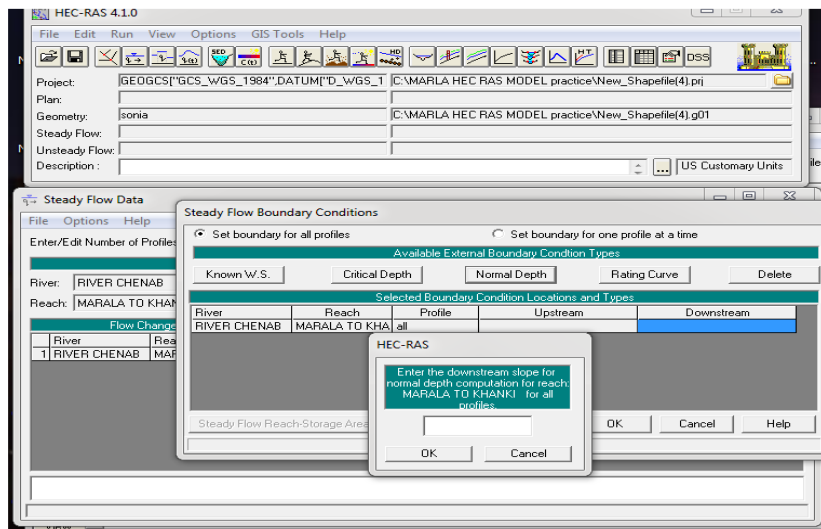 HEC-RAS 4.1.0
File Edit Run View Options GIS Tools Help
SED
HD
HT
DSS
Project: GEOGCS["GCS_WGS_1984",DATUM["D_WGS_1 C:\MARLA HEC RAS MODEL practice\New_Shapefile(4).prj
Plan:
Geometry: sonia C:\MARLA HEC RAS MODEL practice\New_Shapefile(4).g01
Steady Flow:
Unsteady Flow:
Description : ... US Customary Units
Steady Flow Data
File Options Help
Enter/Edit Number of Profiles
River: RIVER CHENAB
Reach: MARALA TO KHAN
Flow Change
River Rea
1 RIVER CHENAB MAR
Steady Flow Boundary Conditions
Set boundary for all profiles Set boundary for one profile at a time
Available External Boundary Condtion Types
Known W.S. Critical Depth Normal Depth Rating Curve Delete
Selected Boundary Condition Locations and Types
River Reach Profile Upstream Downstream
RIVER CHENAB MARALA TO KHA all
Steady Flow Reach-Storage Area OK Cancel Help
HEC-RAS
Enter the downstream slope for
normal depth computation for reach:
MARALA TO KHANKI for all
profiles.
OK Cancel